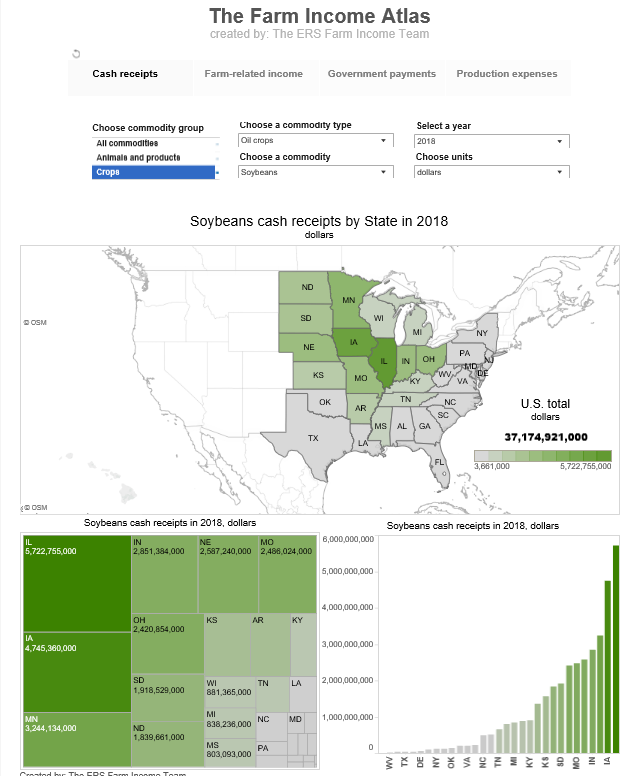 The Farm Income Atlas
created by: The ERS Farm Income Team
Cash receipts Farm-related income Government payments Production expenses
Choose commodity group Choose a commodity type Select a year
All commodities Oil crops 2018
Animals and products Choose a commodity Choose units
Crops Soybeans dollars
Soybeans cash receipts by State in 2018
dollars
ND
MN
SD WI MI
© OSM
NY
NE IA IL IN OH PA NJ
MD DE
KS MO KY WV VA
OK AR TN NC
SC
TX LA MS AL GA
FL
U.S. total
dollars
37,174,921,000
3,661,000 5,722,755,000
© OSM
Soybeans cash receipts in 2018, dollars
IL
5,722,755,000
IA
4,745,360,000
MN
3,244,134,000
IN
2,851,384,000
NE
2,587,240,000
MO
2,486,024,000
OH
2,420,854,000
SD
1,918,529,000
ND
1,839,661,000
KS AR KY
WI
881,365,000
MI
838,236,000
MS
803,093,000
TN LA
NC MD
PA
Soybeans cash receipts in 2018, dollars
6,000,000,000
5,000,000,000
4,000,000,000
3,000,000,000
2,000,000,000
1,000,000,000
0
WV TX DE NY OK VA NC TN MI KY KS SD MO IN IA
Created by: The ERS Farm Income Team